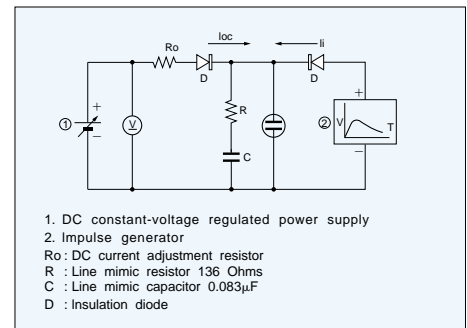 Ioc
Ii
Ro
D
D
R
C
+
−
1
V
+
2
V
T
−
1. DC constant-voltage regulated power supply
2. Impulse generator
Ro : DC current adjustment resistor
R : Line mimic resistor 136 Ohms
C : Line mimic capacitor 0.083μF
D : Insulation diode